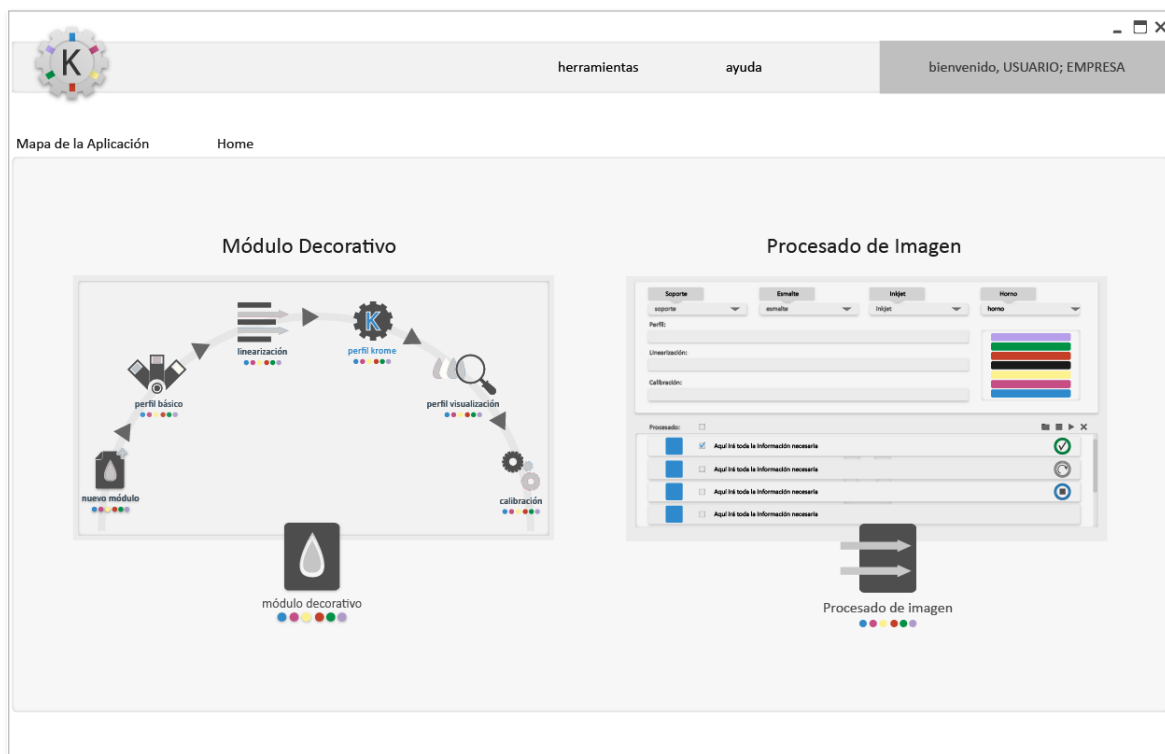 K
herramientas
ayuda
bienvenido, USUARIO; EMPRESA
Mapa de la Aplicación
Home
Módulo Decorativo
nuevo módulo
perfil básico
linearización
K
perfil krome
perfil visualización
calibración
módulo decorativo
Procesado de Imagen
Soporte
Esmalte
Inkjet
Horno
soporte
esmalte
inkjet
horno
Perfil:
Linearización:
Calibración:
Procesado:
Aquí irá toda la información necesaria
Aquí irá toda la información necesaria
Aquí irá toda la información necesaria
Aquí irá toda la información necesaria
Procesado de imagen